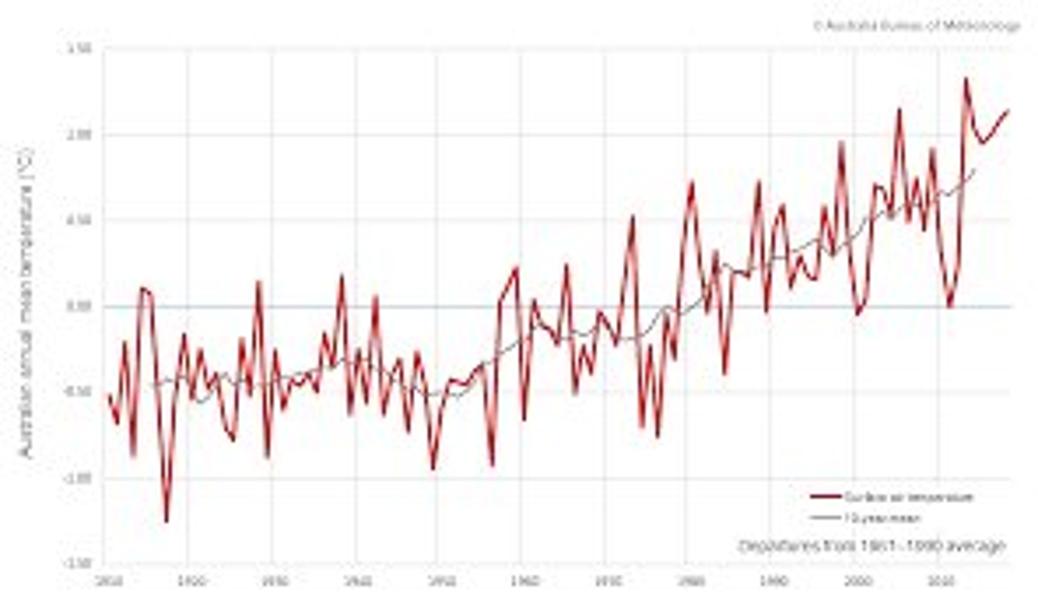 © Australia Bureau of Meteorology
1.50
1.00
0.50
0.00
-0.50
-1.00
-1.50
Australian annual mean temperature (°C)
Surface air temperature
10-year mean
Departures from 1961–1990 average
1910 1920 1930 1940 1950 1960 1970 1980 1990 2000 2010